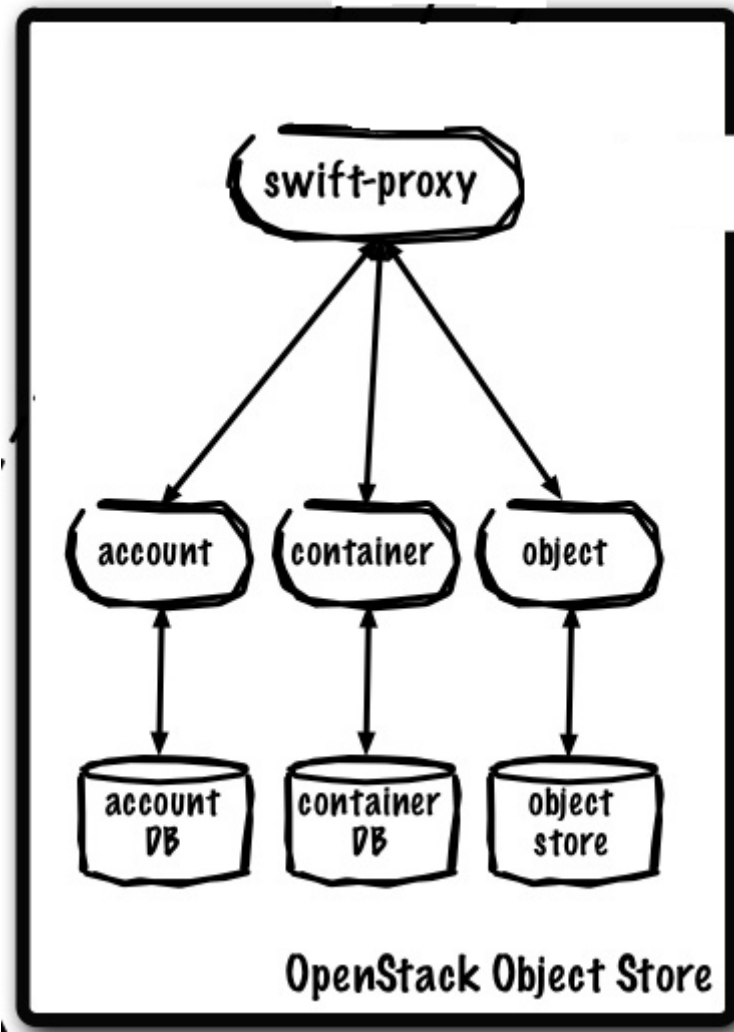 swift-proxy
account
container
object
account
DB
container
DB
object
store
OpenStack Object Store